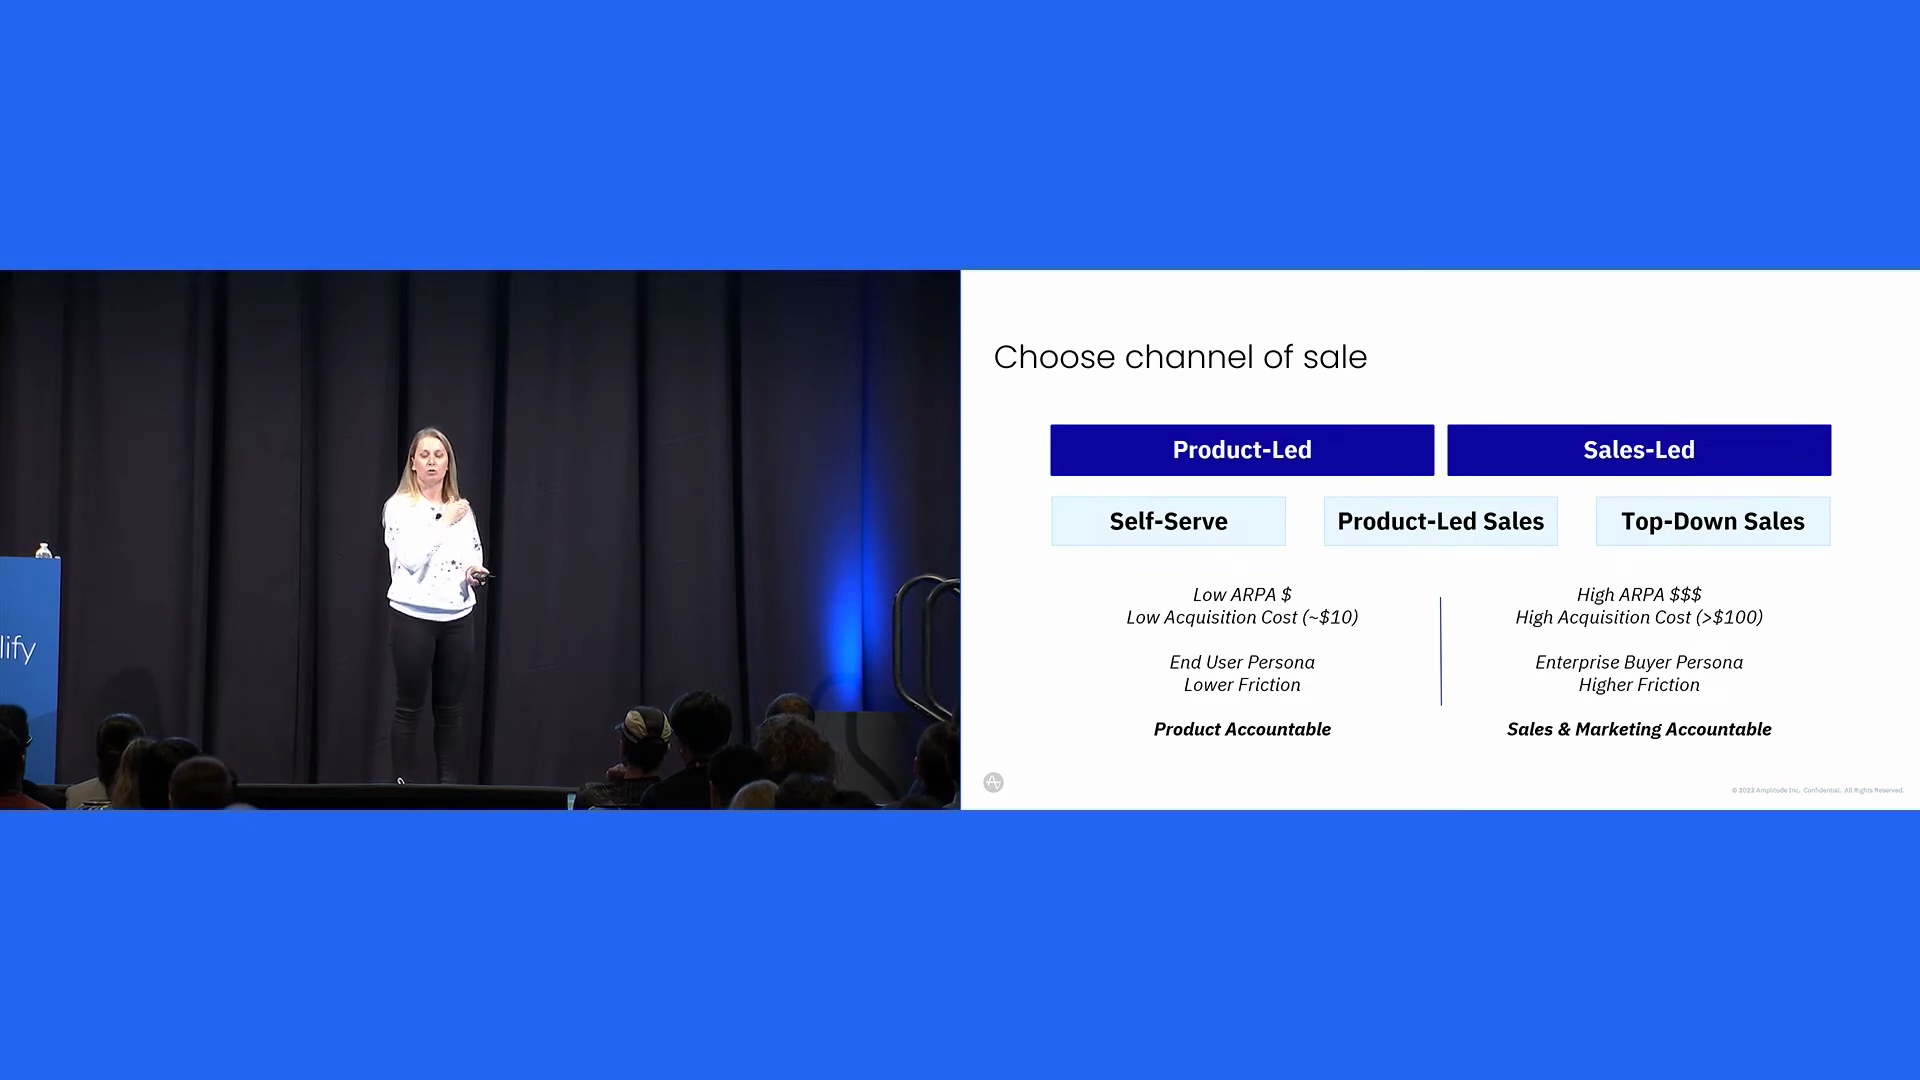 lify
Choose channel of sale
Product-Led
Sales-Led
Self-Serve
Product-Led Sales
Top-Down Sales
Low ARPA $
Low Acquisition Cost (~$10)
End User Persona
Lower Friction
Product Accountable
High ARPA $$$
High Acquisition Cost (>$100)
Enterprise Buyer Persona
Higher Friction
Sales & Marketing Accountable
© 2022 Amplitude Inc. Confidential. All Rights Reserved.